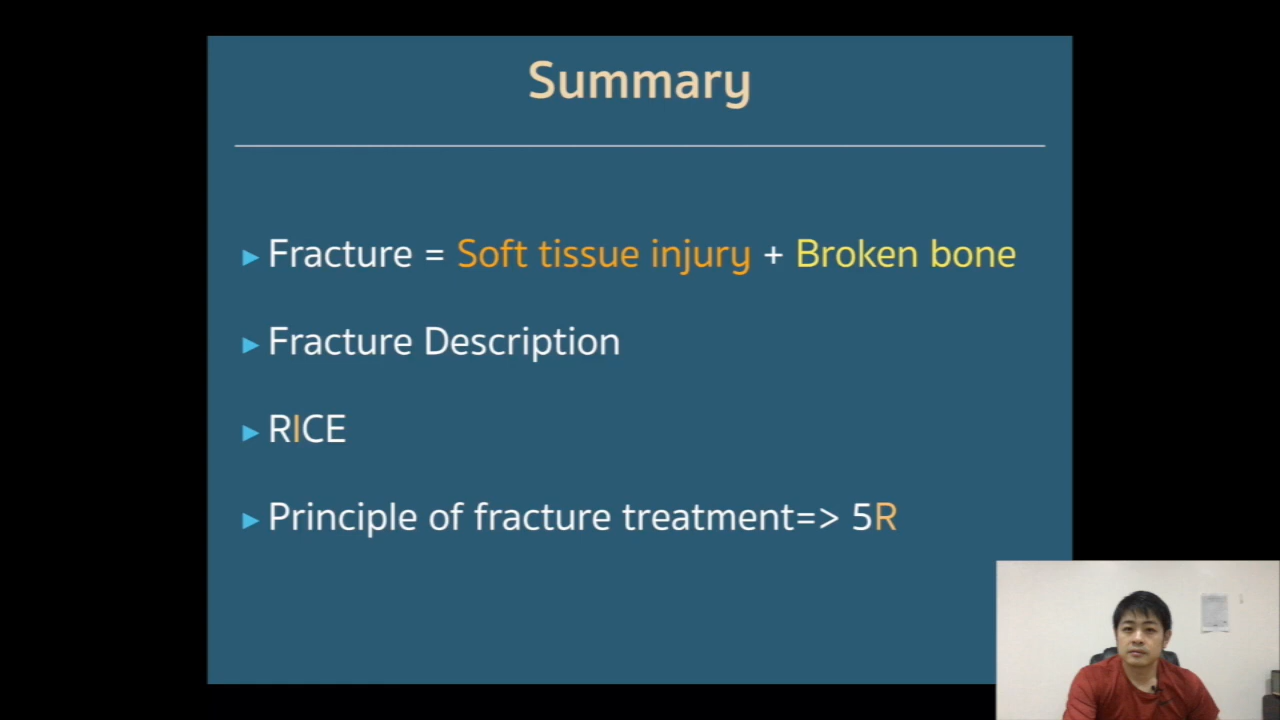 Summary
Fracture = Soft tissue injury + Broken bone
Fracture Description
RICE
Principle of fracture treatment=> 5R